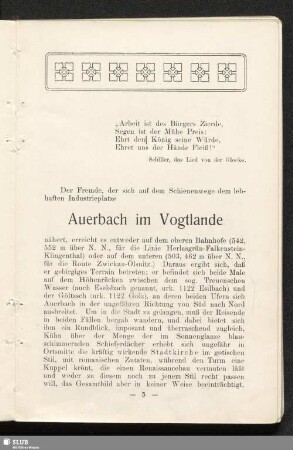 „Arbeit ist des Bürgers Zierde,
Segen ist der Mühe Preis;
Ehrt den König seine Würde,
Ehret uns der Hände Fleiß!“
Schiller, das Lied von der Glocke.
Der Fremde, der sich auf dem Schienenwege dem leb-
haften Industrieplatze
Auerbach im Vogtlande
nähert, erreicht es entweder auf dem oberen Bahnhofe (542,
552 m über N. N., für die Linie Herlasgrün-Falkenstein-
Klingenthal) oder auf dem unteren (503, 462 m über N. N.,
für die Route Zwickau-Oelsnitz.) Daraus ergibt sich, daß
er gebirgiges Terrain betreten; er befindet sich beide Male
auf dem Höhenrücken zwischen dem sog. Treuenschen
Wasser (nach Eschbach genannt, urk. 1122
und der Göltzsch (urk. 1122 Golz), an deren beiden Ufern sich
Auerbach in der ungefähren Richtung von Süd nach Nord
ausbreitet. Um in die Stadt zu gelangen, muß der Reisende
in beiden Fällen bergab wandern, und dabei bietet sich
ihm ein Rundblick, imposant und überraschend zugleich,
Kühn über der Menge der im Sonnenglanze blau-
schimmernden Schieferdächer erhebt sich ungefähr in
Ortsmitte die kräftig wirkende Stadtkirche im gotischen
Stil, mit romanischen Zutaten, während den Turm eine
Kuppel krönt, die einen Renaissancebau vermuten läßt
und weder zu diesem noch zu jenem Stil recht passen
will, das Gesamtbild aber in keiner Weise beeinträchtigt.
— 5 —
SLUB